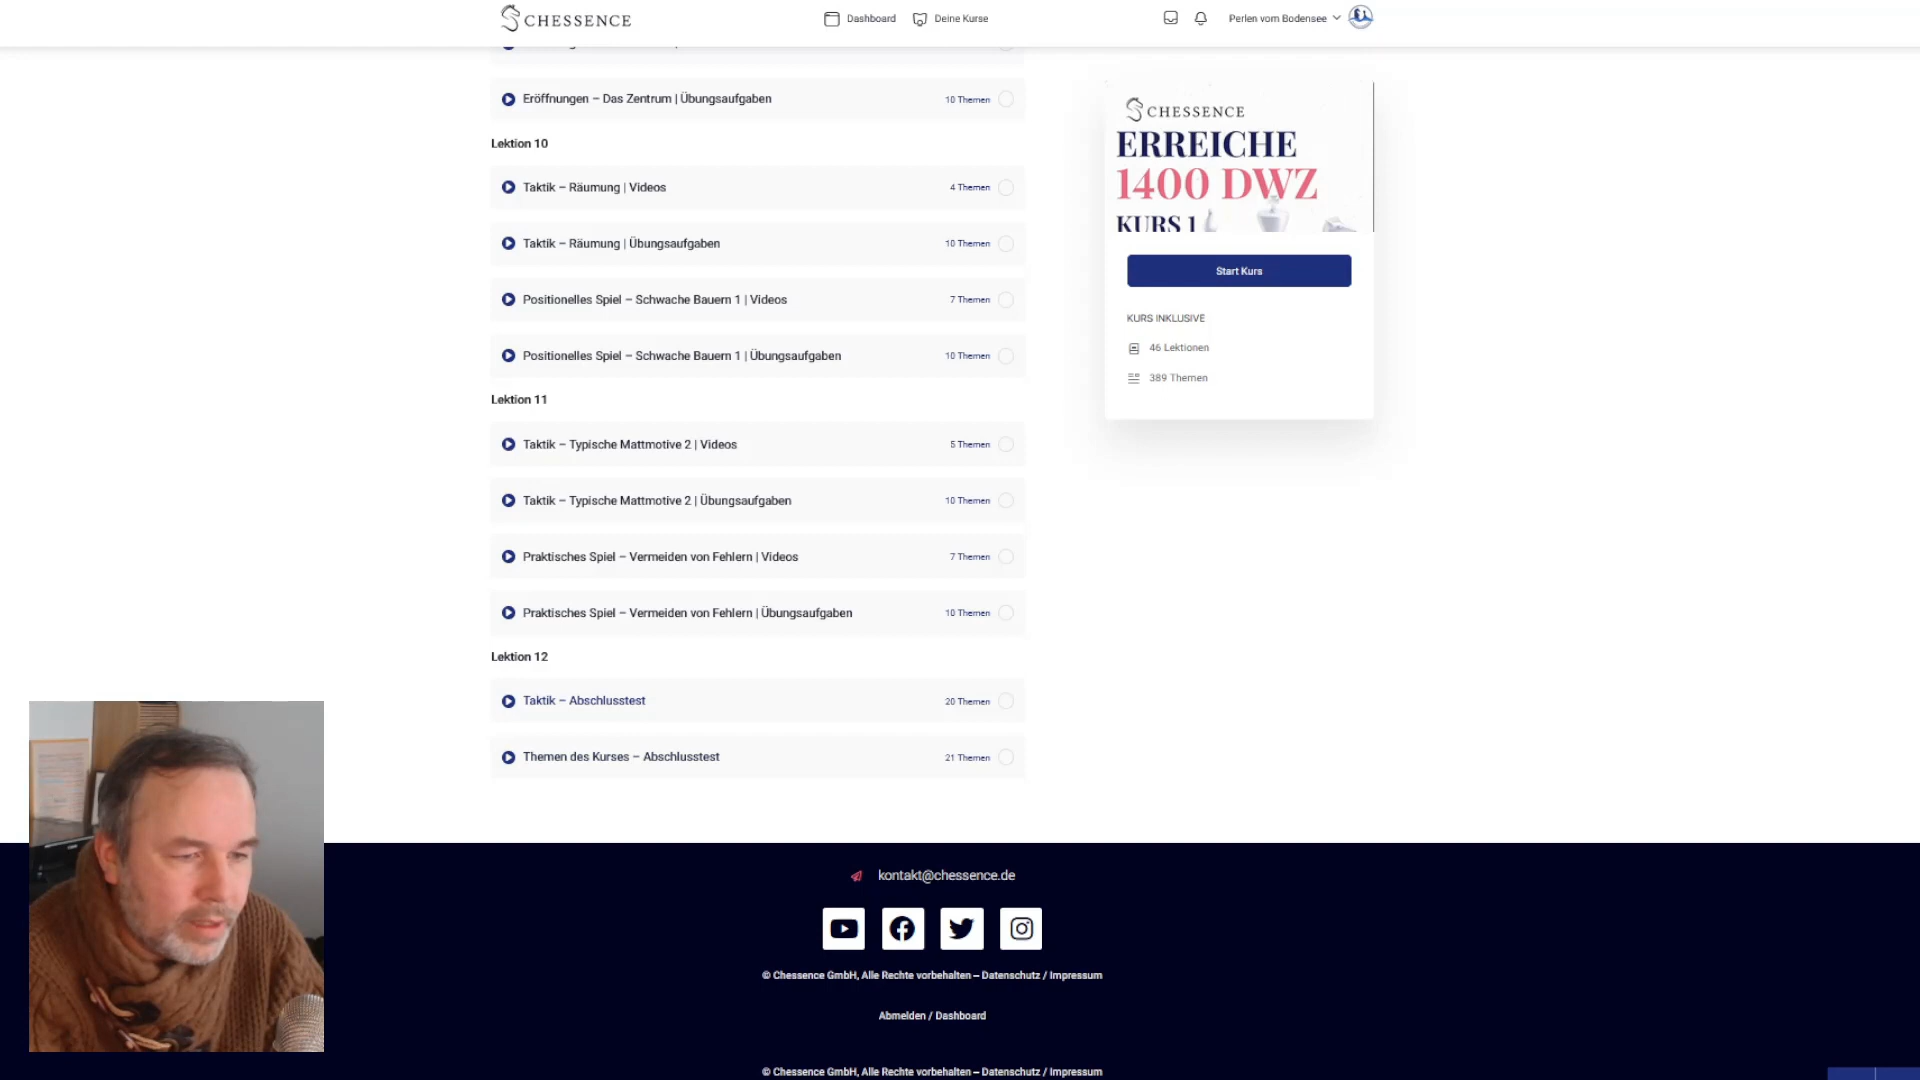 CHESSENCE
Dashboard
Deine Kurse
Perlen vom Bodensee
Eröffnungen – Das Zentrum | Übungsaufgaben
10 Themen
Lektion 10
Taktik – Räumung | Videos
4 Themen
Taktik – Räumung | Übungsaufgaben
10 Themen
Positionelles Spiel – Schwache Bauern 1 | Videos
7 Themen
Positionelles Spiel – Schwache Bauern 1 | Übungsaufgaben
10 Themen
Lektion 11
Taktik – Typische Mattmotive 2 | Videos
5 Themen
Taktik – Typische Mattmotive 2 | Übungsaufgaben
10 Themen
Praktisches Spiel – Vermeiden von Fehlern | Videos
7 Themen
Praktisches Spiel – Vermeiden von Fehlern | Übungsaufgaben
10 Themen
Lektion 12
Taktik – Abschlusstest
20 Themen
Themen des Kurses – Abschlusstest
21 Themen
CHESSENCE
ERREICHE
1400 DWZ
KURS 1
Start Kurs
KURS INKLUSIVE
46 Lektionen
389 Themen
kontakt@chessence.de
© Chessence GmbH, Alle Rechte vorbehalten – Datenschutz / Impressum
Abmelden / Dashboard
© Chessence GmbH, Alle Rechte vorbehalten – Datenschutz / Impressum